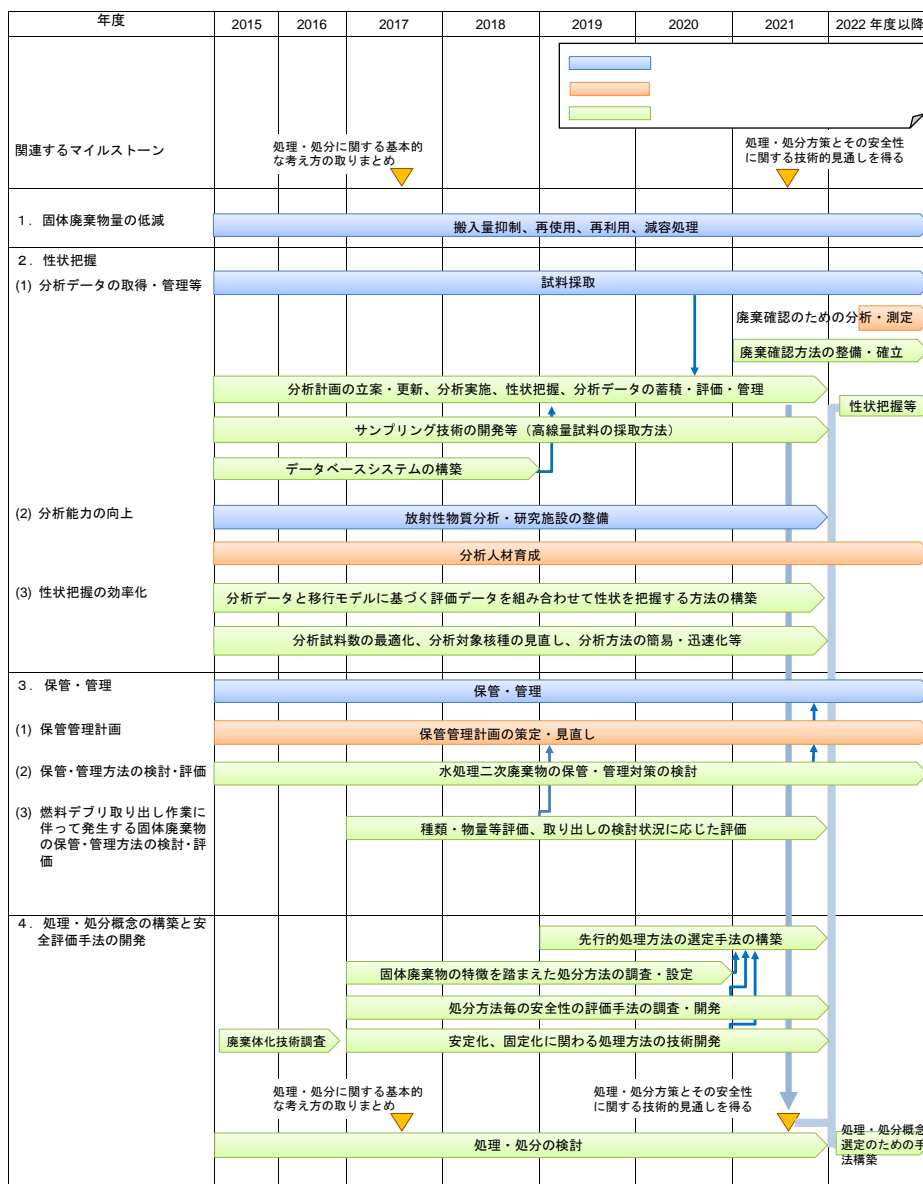 年度
2015
2016
2017
2018
2019
2020
2021
2022 年度以降
関連するマイルストーン
処理・処分に関する基本的
な考え方の取りまとめ
処理・処分方策とその安全性
に関する技術的見通しを得る
1. 固体廃棄物量の低減
搬入量抑制、再使用、再利用、減容処理
2. 性状把握
(1) 分析データの取得・管理等
試料採取
廃棄確認のための分析・測定
廃棄確認方法の整備・確立
分析計画の立案・更新、分析実施、性状把握、分析データの蓄積・評価・管理
性状把握等
サンプリング技術の開発等（高線量試料の採取方法）
データベースシステムの構築
(2) 分析能力の向上
放射性物質分析・研究施設の整備
分析人材育成
(3) 性状把握の効率化
分析データと移行モデルに基づく評価データを組み合わせて性状を把握する方法の構築
分析試料数の最適化、分析対象核種の見直し、分析方法の簡易・迅速化等
3. 保管・管理
保管・管理
(1) 保管管理計画
保管管理計画の策定・見直し
(2) 保管・管理方法の検討・評価
水処理二次廃棄物の保管・管理対策の検討
(3) 燃料デブリ取り出し作業に
伴って発生する固体廃棄物
の保管・管理方法の検討・評
価
種類・物量等評価、取り出しの検討状況に応じた評価
4. 処理・処分概念の構築と安
全評価手法の開発
先行的処理方法の選定手法の構築
固体廃棄物の特徴を踏まえた処分方法の調査・設定
処分方法毎の安全性の評価手法の調査・開発
廃棄体化技術調査
安定化、固定化に関わる処理方法の技術開発
処理・処分に関する基本的
な考え方の取りまとめ
処理・処分方策とその安全性
に関する技術的見通しを得る
処理・処分の検討
処理・処分概念
選定のための手
法構築